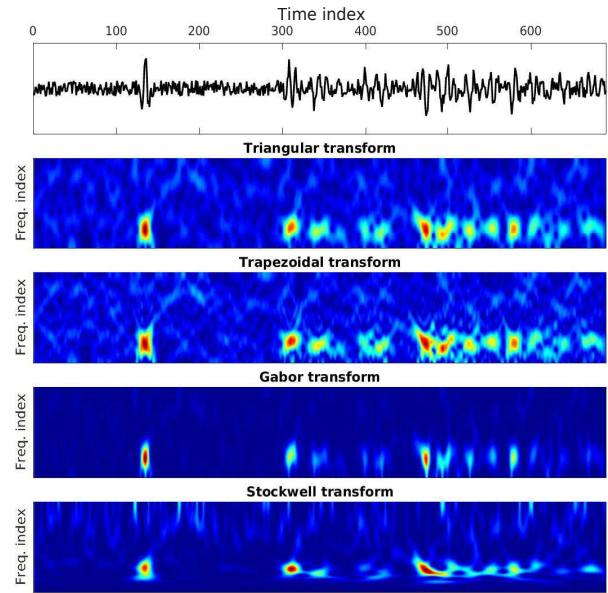 Time index
0 100 200 300 400 500 600
Triangular transform
Freq. index
Trapezoidal transform
Freq. index
Gabor transform
Freq. index
Stockwell transform
Freq. index